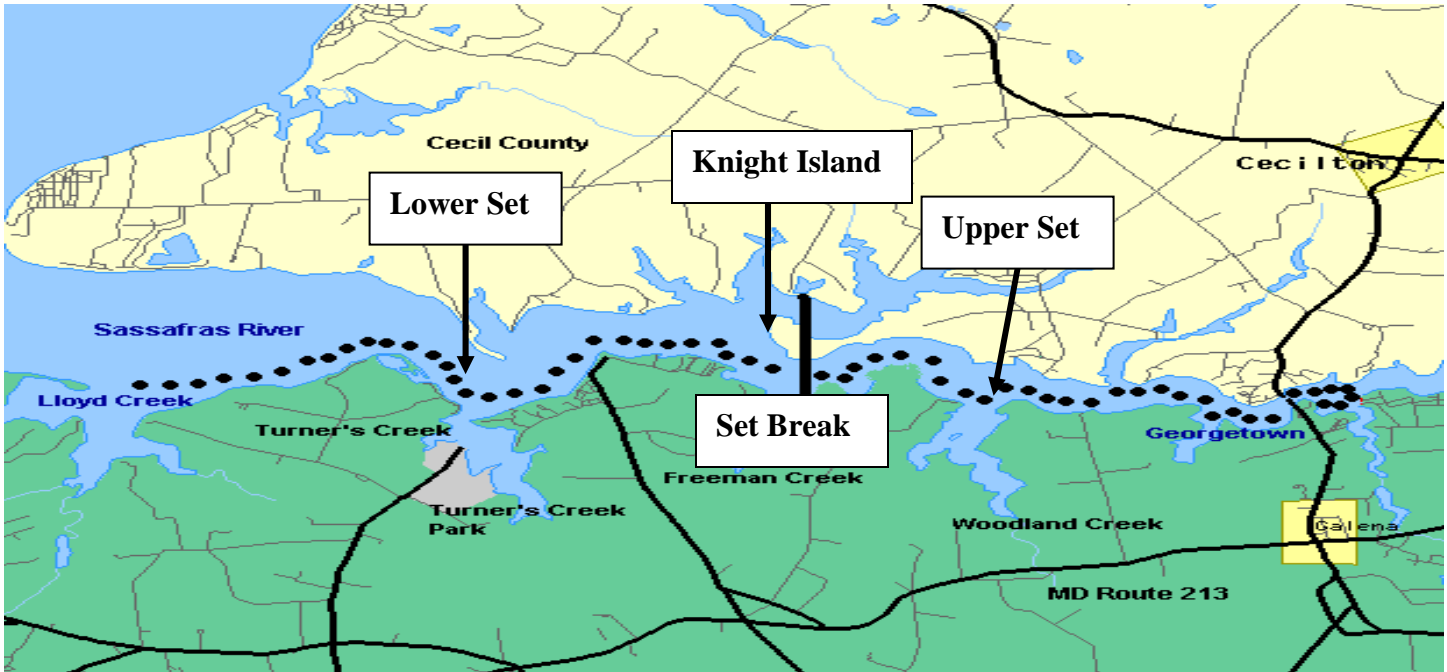 Cecil County
Knight Island
Cecilton
Lower Set
Upper Set
Sassafras River
Lloyd Creek
Turner's Creek
Set Break
Georgetown
Freeman Creek
Turner's Creek
Park
Woodland Creek
Galena
MD Route 213